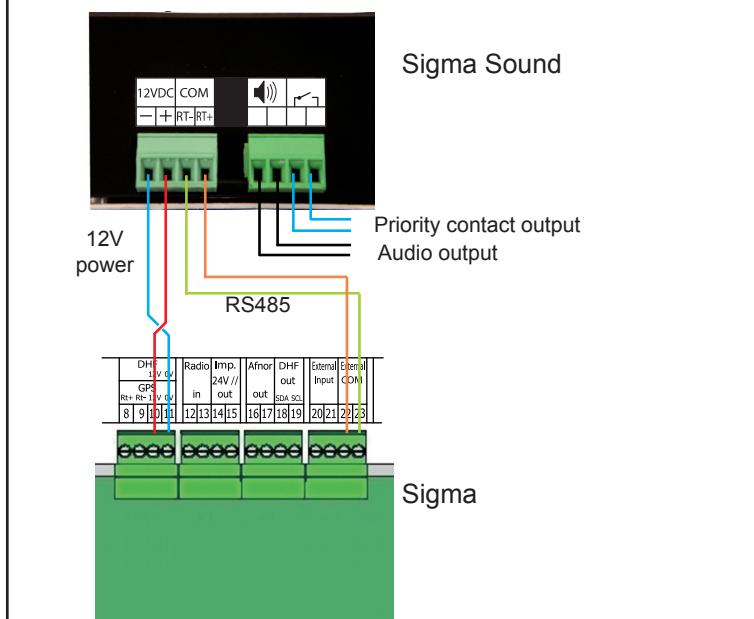 Sigma Sound
12VDC COM
− + RT- RT+
Priority contact output
Audio output
12V
power
RS485
DHF Radio Imp. Afnor DHF External External
12V 0V 24V // out Input COM
GPS in out out
Rt+ Rt- 12V 0V SDA SCL
8 9 10 11 12 13 14 15 16 17 18 19 20 21 22 23
Sigma